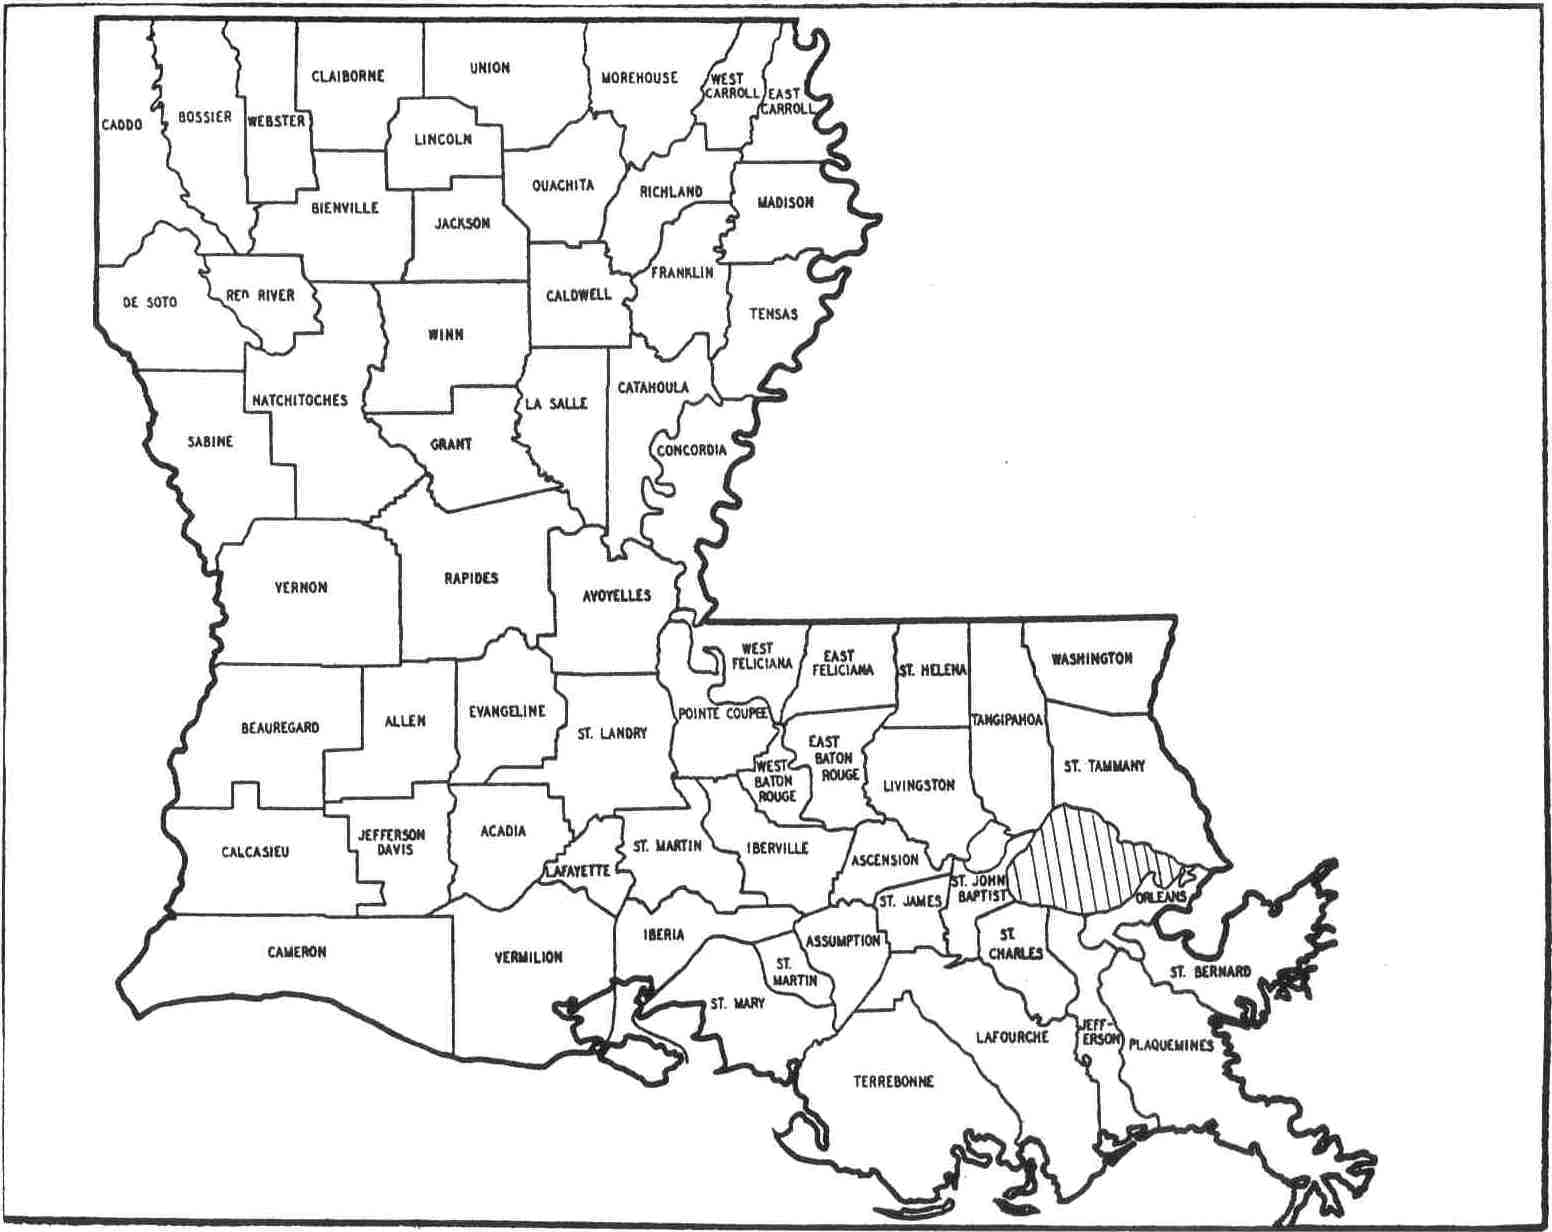 CLAIBORNE
UNION
MOREHOUSE
WEST
CARROLL
EAST
CARROLL
CADDO
BOSSIER
WEBSTER
LINCOLN
OUACHITA
RICHLAND
MADISON
BIENVILLE
JACKSON
FRANKLIN
DE SOTO
RED RIVER
CALDWELL
TENSAS
WINN
NATCHITOCHES
LA SALLE
CATAHOULA
SABINE
GRANT
CONCORDIA
VERNON
RAPIDES
AVOYELLES
WEST
FELICIANA
EAST
FELICIANA
ST. HELENA
WASHINGTON
BEAUREGARD
ALLEN
EVANGELINE
ST. LANDRY
POINTE COUPEE
TANGIPAHOA
EAST
BATON
ROUGE
WEST
BATON
ROUGE
LIVINGSTON
ST. TAMMANY
CALCASIEU
JEFFERSON
DAVIS
ACADIA
LAFAYETTE
ST. MARTIN
IBERVILLE
ASCENSION
ST. JAMES
ST. JOHN
BAPTIST
ORLEANS
CAMERON
VERMILION
IBERIA
ASSUMPTION
ST.
CHARLES
ST.
MARTIN
ST. MARY
ST. BERNARD
LAFOURCHE
JEFF-
ERSON
PLAQUEMINES
TERREBONNE